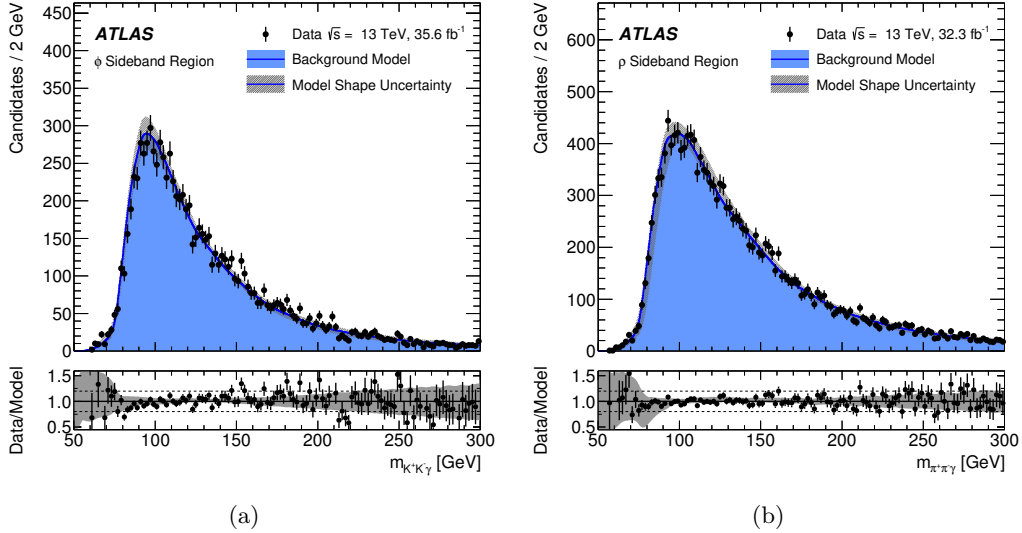 Candidates / 2 GeV
450
400
350
300
250
200
150
100
50
0
ATLAS
ϕ Sideband Region
Data √s = 13 TeV, 35.6 fb⁻¹
Background Model
Model Shape Uncertainty
Data/Model
1.5
1.0
0.5
50 100 150 200 250 300
m_{K⁺K⁻γ} [GeV]
(a)
Candidates / 2 GeV
600
500
400
300
200
100
0
ATLAS
ρ Sideband Region
Data √s = 13 TeV, 32.3 fb⁻¹
Background Model
Model Shape Uncertainty
Data/Model
1.5
1.0
0.5
50 100 150 200 250 300
m_{π⁺π⁻γ} [GeV]
(b)